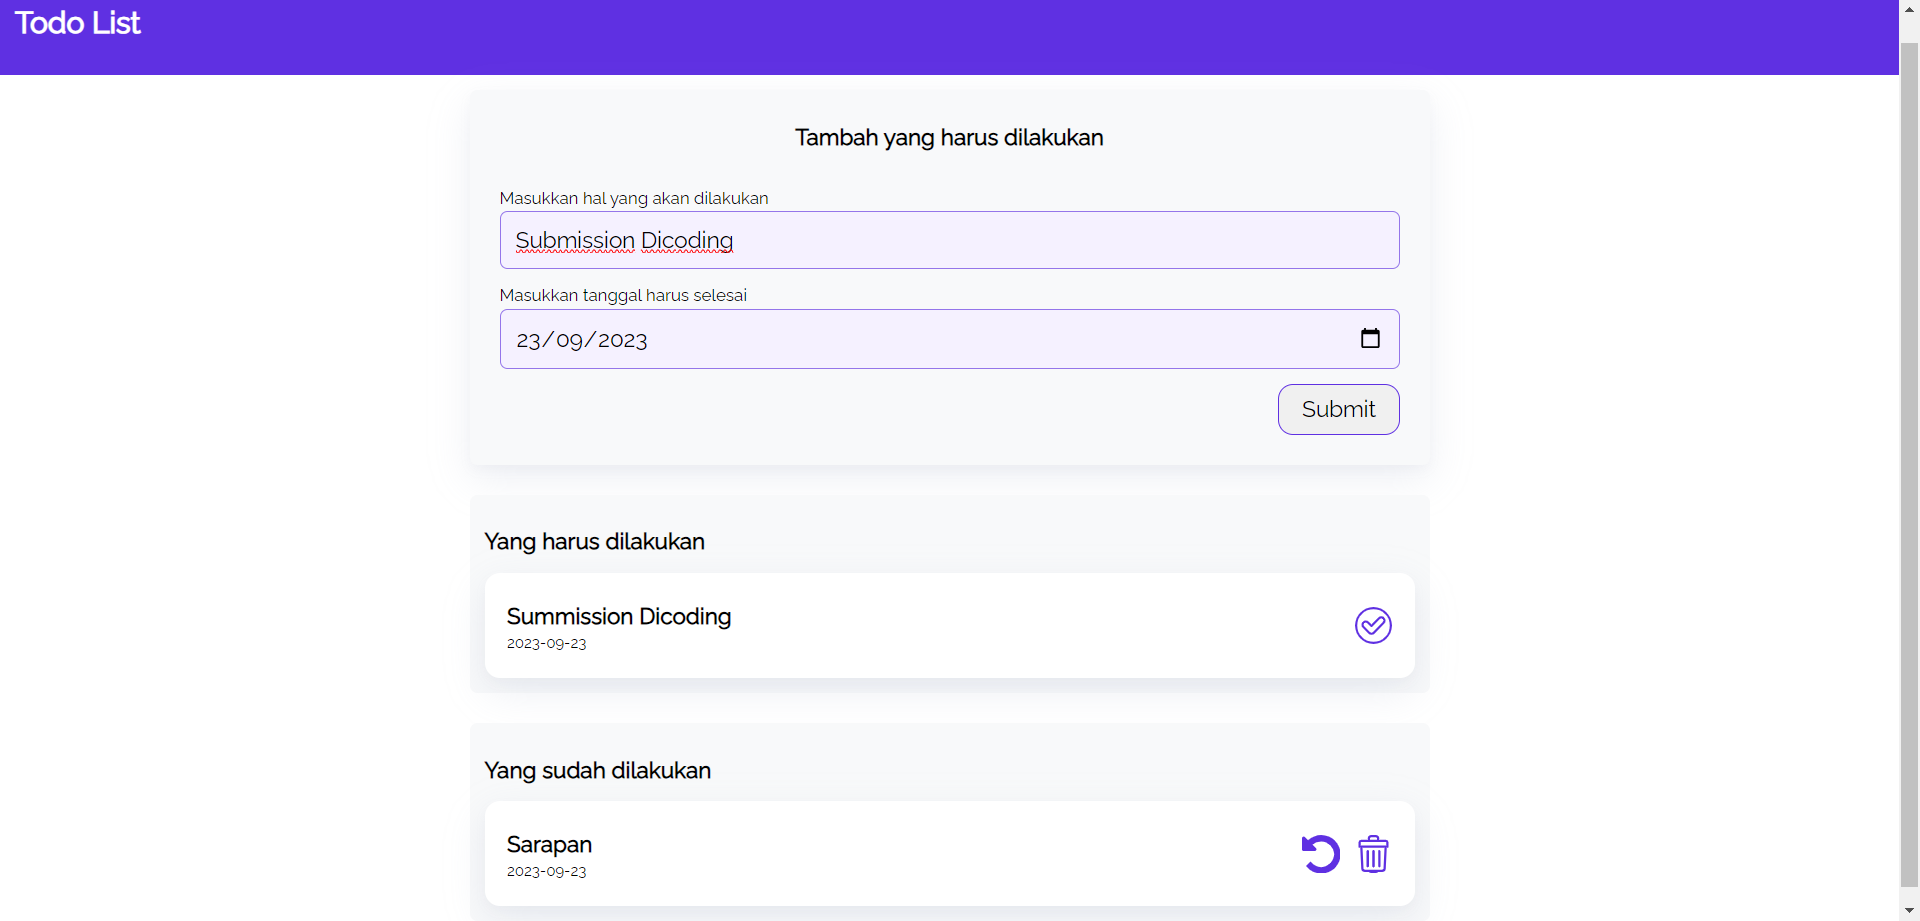 Todo List
Tambah yang harus dilakukan
Masukkan hal yang akan dilakukan
Submission Dicoding
Masukkan tanggal harus selesai
23/09/2023
Submit
Yang harus dilakukan
Summission Dicoding
2023-09-23
Yang sudah dilakukan
Sarapan
2023-09-23